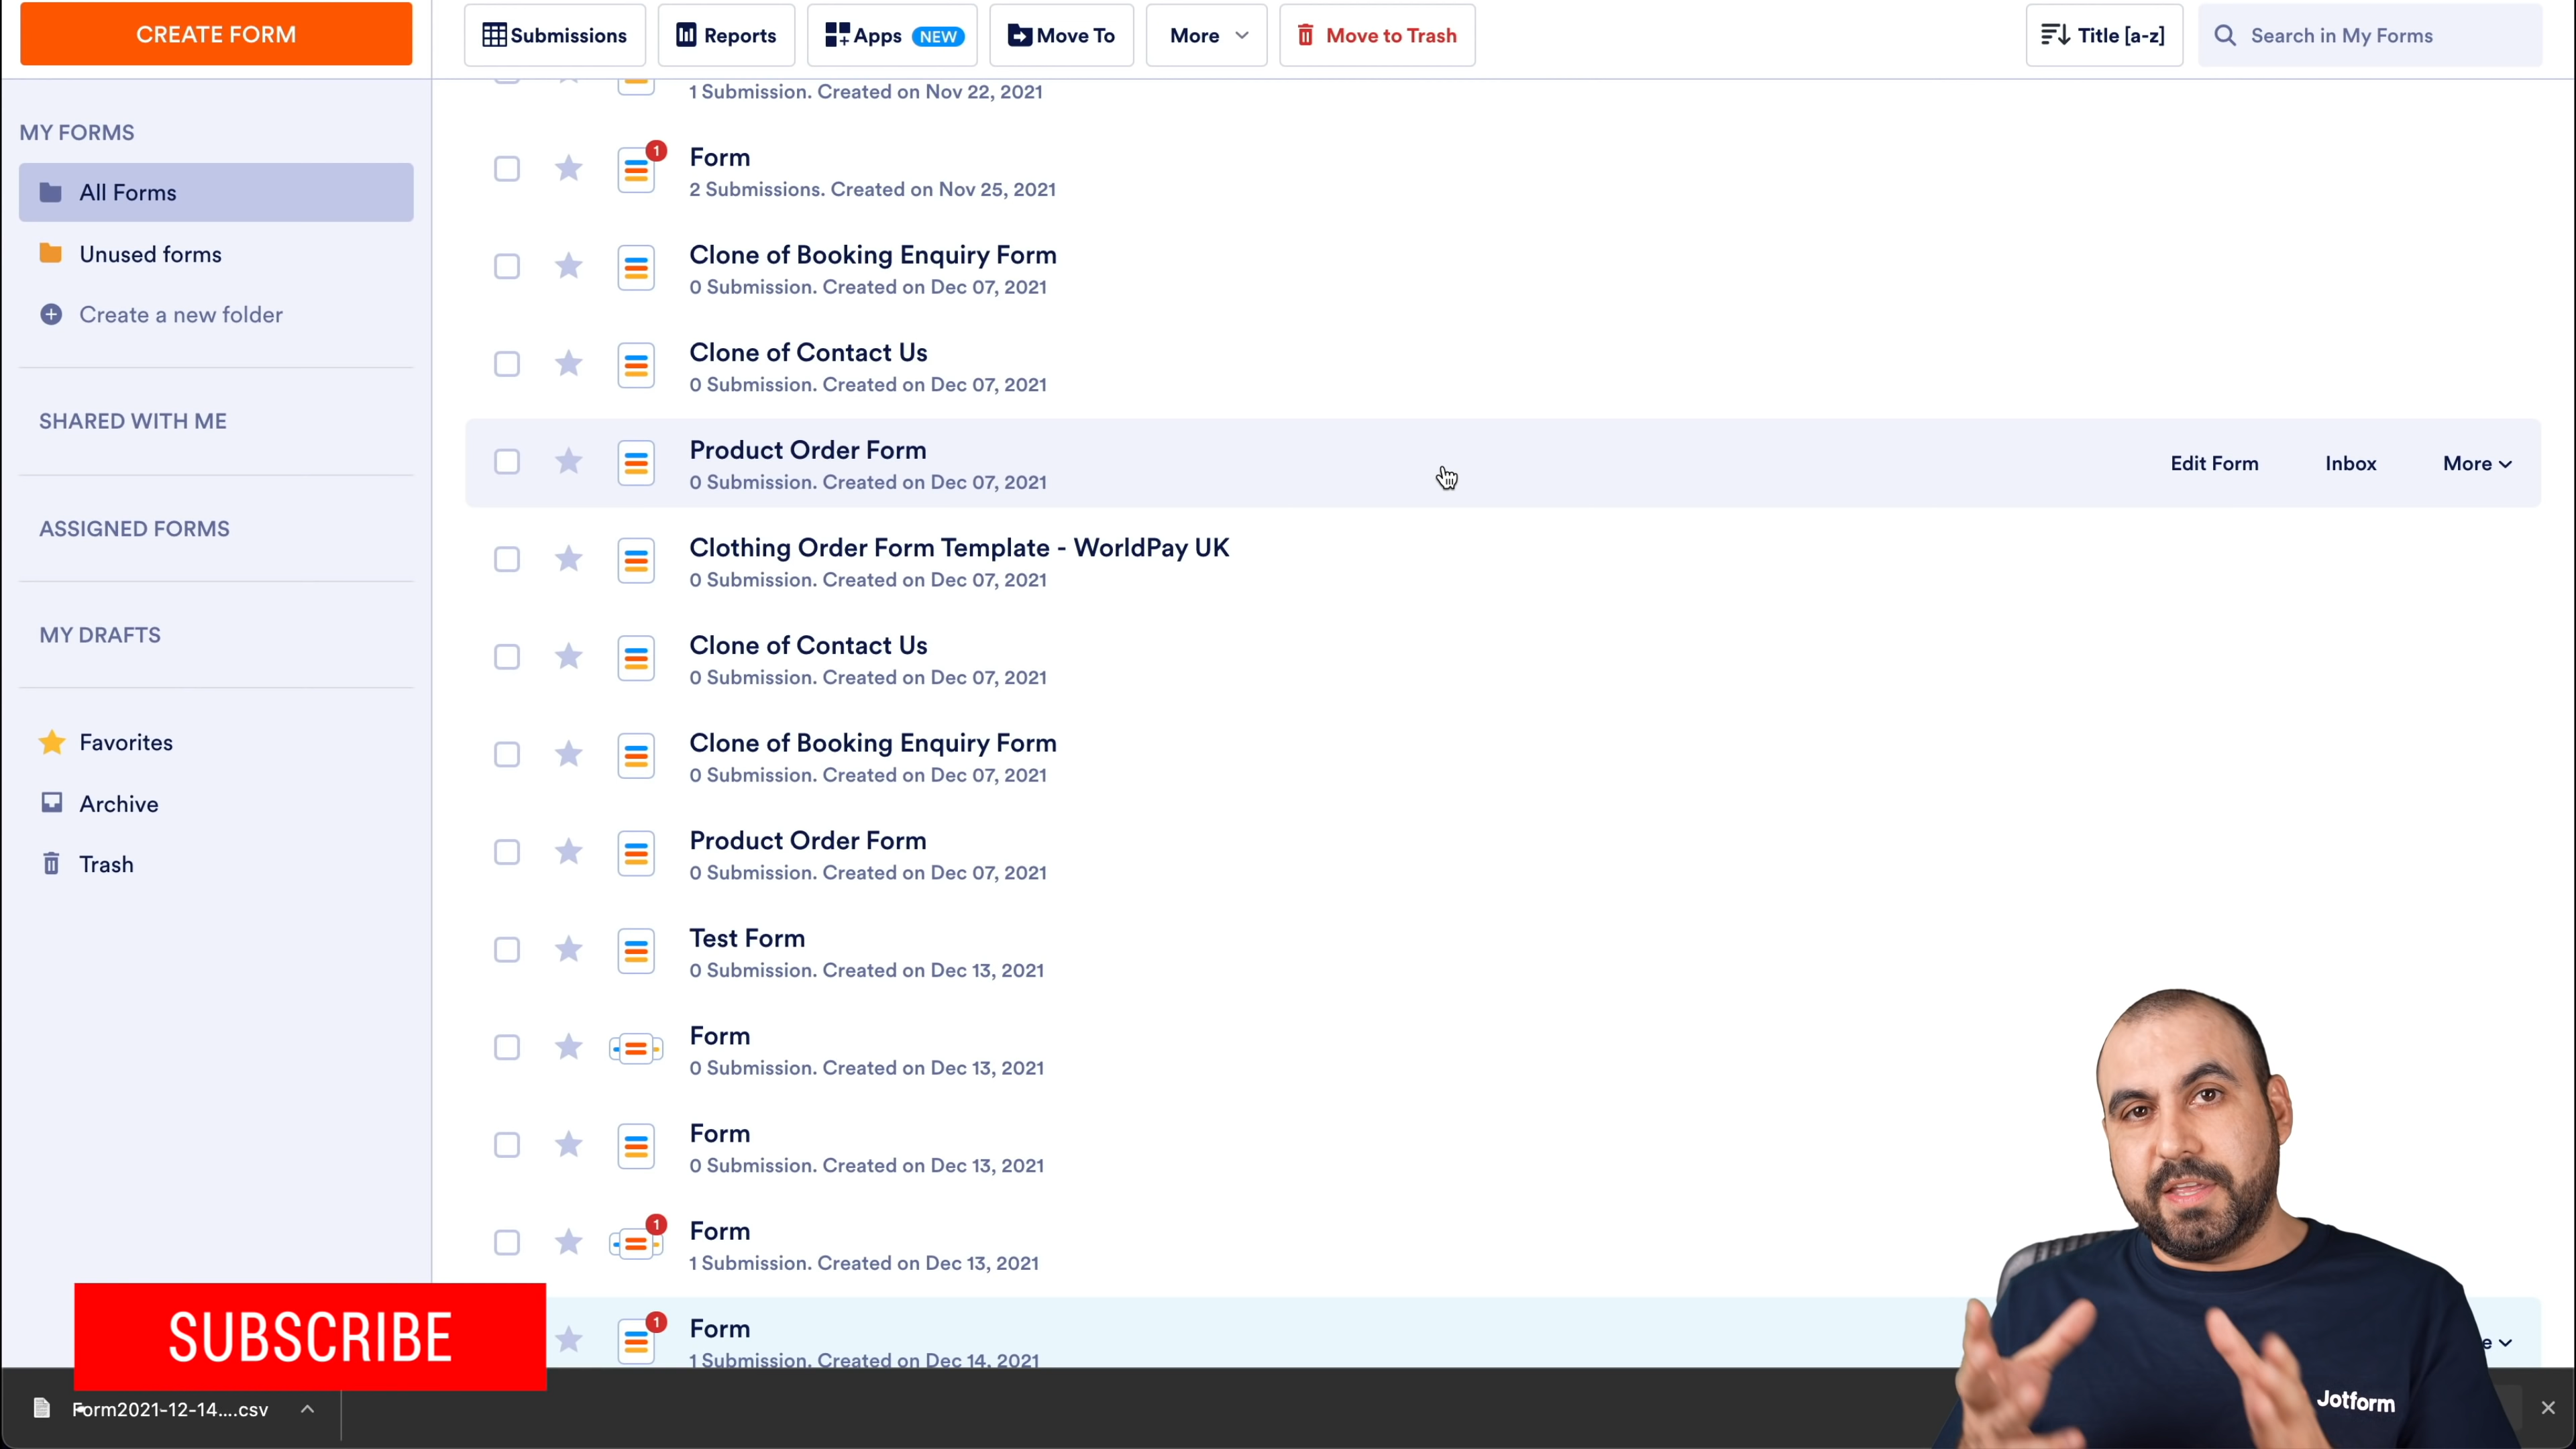 CREATE FORM
Submissions
Reports
Apps NEW
Move To
More
Move to Trash
Title [a-z]
Search in My Forms
MY FORMS
All Forms
Unused forms
Create a new folder
SHARED WITH ME
ASSIGNED FORMS
MY DRAFTS
Favorites
Archive
Trash
1 Submission. Created on Nov 22, 2021
1
Form
2 Submissions. Created on Nov 25, 2021
Clone of Booking Enquiry Form
0 Submission. Created on Dec 07, 2021
Clone of Contact Us
0 Submission. Created on Dec 07, 2021
Product Order Form
0 Submission. Created on Dec 07, 2021
Edit Form
Inbox
More
Clothing Order Form Template - WorldPay UK
0 Submission. Created on Dec 07, 2021
Clone of Contact Us
0 Submission. Created on Dec 07, 2021
Clone of Booking Enquiry Form
0 Submission. Created on Dec 07, 2021
Product Order Form
0 Submission. Created on Dec 07, 2021
Test Form
0 Submission. Created on Dec 13, 2021
Form
0 Submission. Created on Dec 13, 2021
Form
0 Submission. Created on Dec 13, 2021
1
Form
1 Submission. Created on Dec 13, 2021
1
Form
1 Submission. Created on Dec 14, 2021
SUBSCRIBE
Form2021-12-14....csv
Jotform